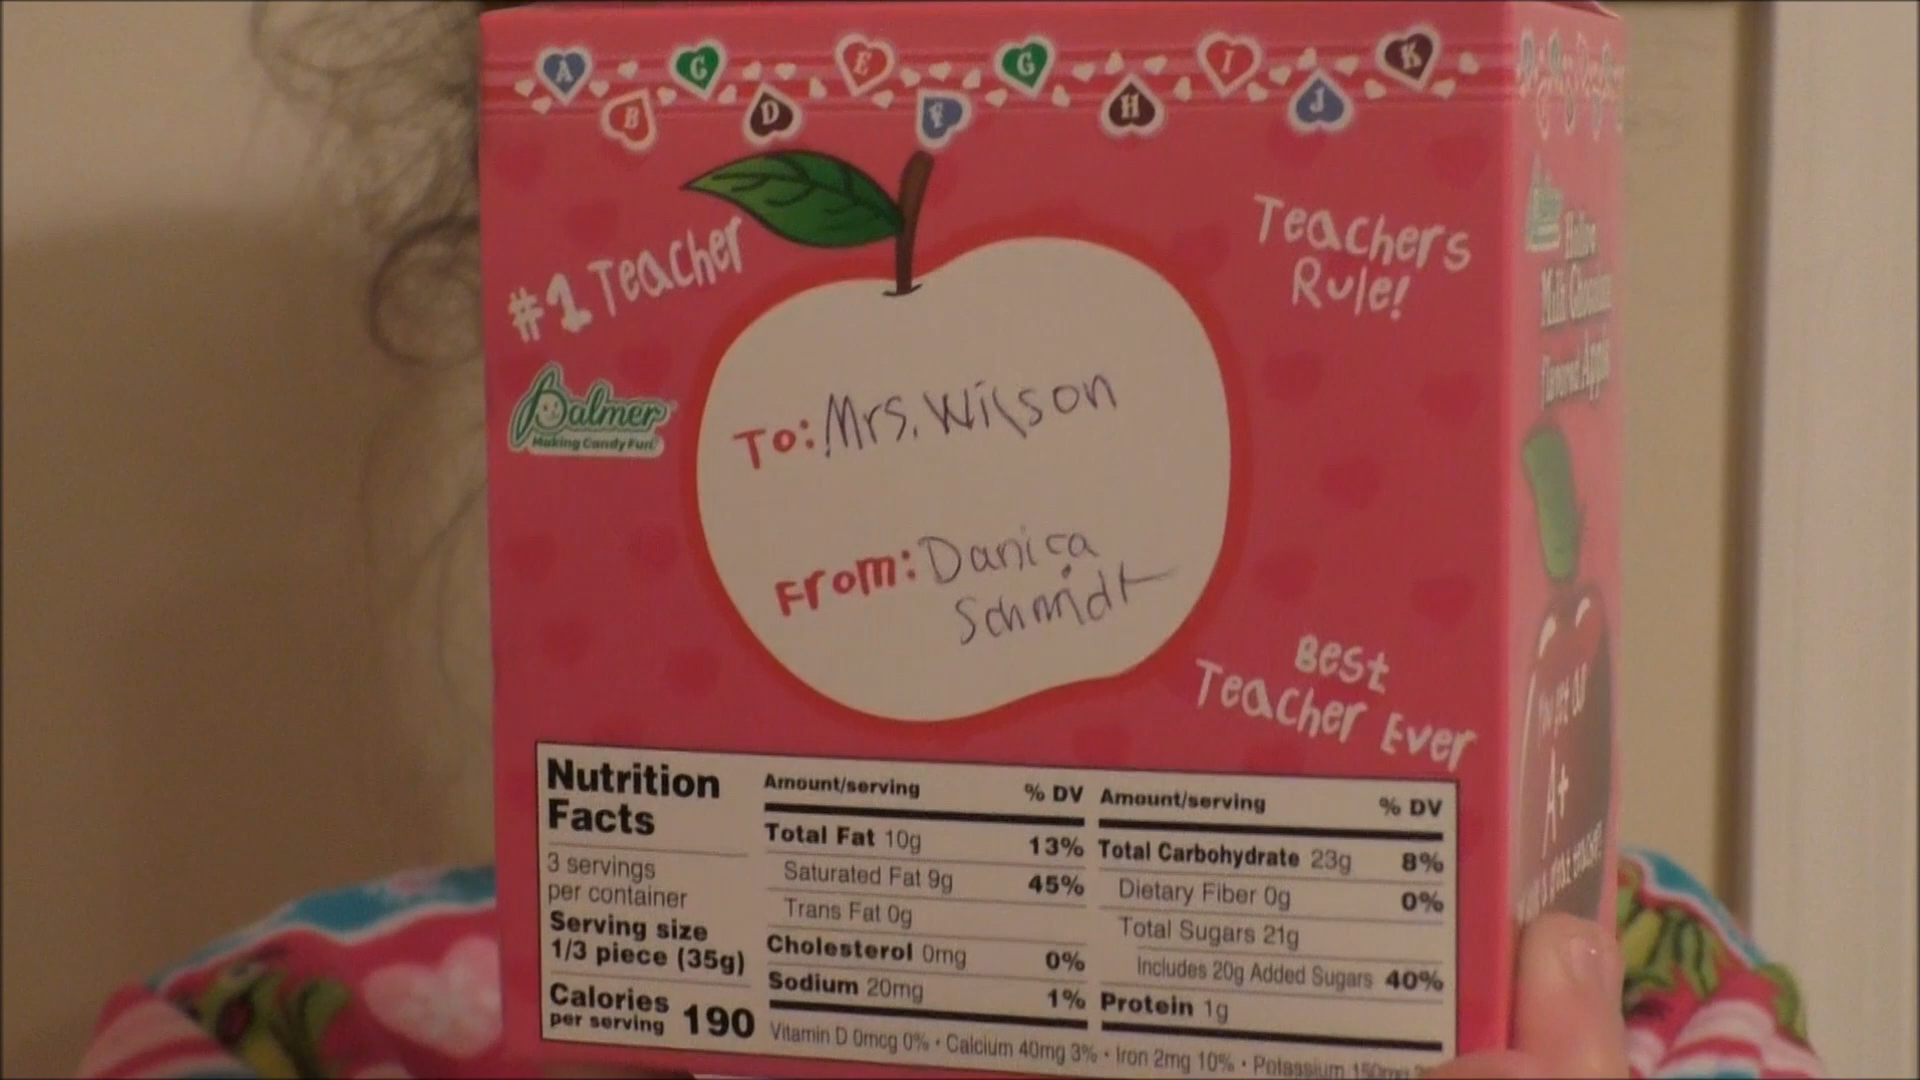 A B C D E F G H I J K
#1 Teacher
Teachers
Rule!
Palmer
Making Candy Fun!
To: Mrs. Wilson
From: Danica
Schmidt
Best
Teacher Ever
Nutrition
Facts
3 servings
per container
Serving size
1/3 piece (35g)
Calories
per serving 190
Amount/serving % DV
Total Fat 10g 13%
Saturated Fat 9g 45%
Trans Fat 0g
Cholesterol 0mg 0%
Sodium 20mg 1%
Amount/serving % DV
Total Carbohydrate 23g 8%
Dietary Fiber 0g 0%
Total Sugars 21g
Includes 20g Added Sugars 40%
Protein 1g
Vitamin D 0mcg 0% • Calcium 40mg 3% • Iron 2mg 10% • Potassium 150mg
Milk
A+